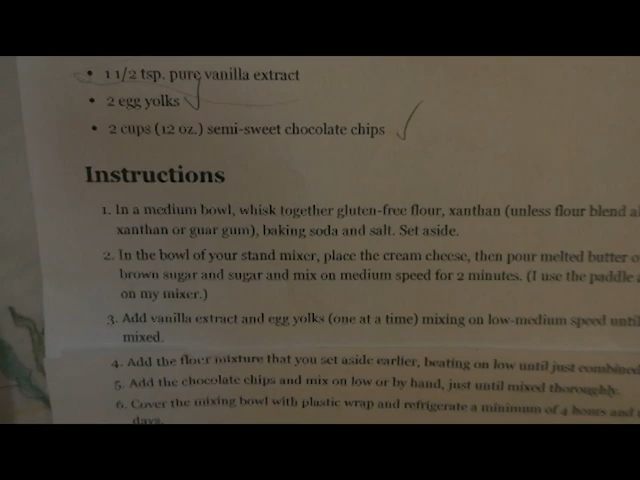 • 1 1/2 tsp. pure vanilla extract
• 2 egg yolks
• 2 cups (12 oz.) semi-sweet chocolate chips
Instructions
1. In a medium bowl, whisk together gluten-free flour, xanthan (unless flour blend
xanthan or guar gum), baking soda and salt. Set aside.
2. In the bowl of your stand mixer, place the cream cheese, then pour melted butter
brown sugar and sugar and mix on medium speed for 2 minutes. (I use the paddle
on my mixer.)
3. Add vanilla extract and egg yolks (one at a time) mixing on low-medium speed until
mixed.
4. Add the flour mixture that you set aside earlier, beating on low until just combined
5. Add the chocolate chips and mix on low or by hand, just until mixed thoroughly.
6. Cover the mixing bowl with plastic wrap and refrigerate a minimum of 4 hours and
days.